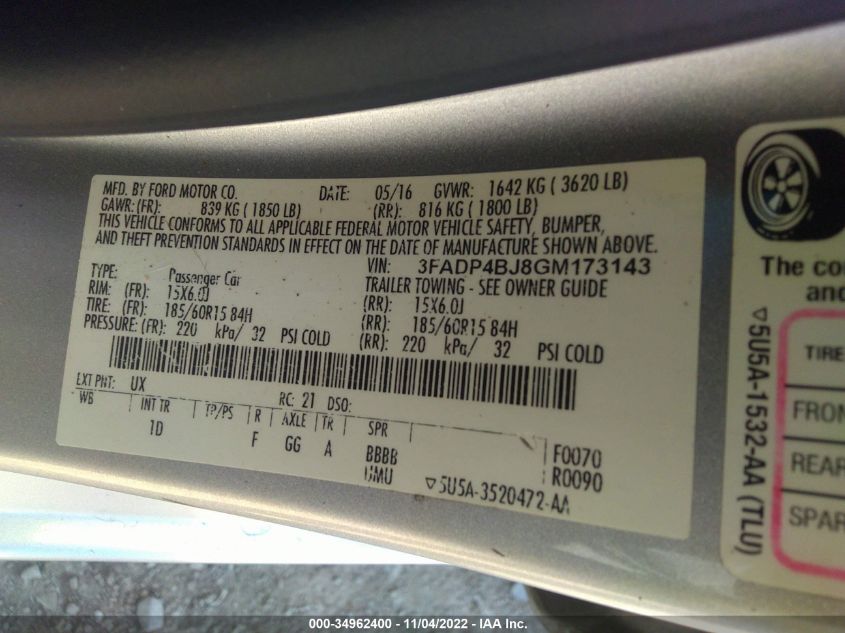 MFD. BY FORD MOTOR CO. DATE: 05/16 GVWR: 1642 KG ( 3620 LB)
GAWR: (FR): 839 KG ( 1850 LB) (RR): 816 KG ( 1800 LB)
THIS VEHICLE CONFORMS TO ALL APPLICABLE FEDERAL MOTOR VEHICLE SAFETY, BUMPER,
AND THEFT PREVENTION STANDARDS IN EFFECT ON THE DATE OF MANUFACTURE SHOWN ABOVE.
VIN: 3FADP4BJ8GM173143
TYPE: Passenger Car TRAILER TOWING - SEE OWNER GUIDE
RIM: (FR): 15X6.0J (RR): 15X6.0J
TIRE: (FR): 185/60R15 84H (RR): 185/60R15 84H
PRESSURE: (FR): 220 kPa/ 32 PSI COLD (RR): 220 kPa/ 32 PSI COLD
EXT PNT: UX RC: 21 DSO:
WB INT TR TP/PS R AXLE TR SPR
1D F GG A BBBB F0070
UMU R0090
▽5U5A-3520472-AA
The co
and
TIRE
FRON
REAR
SPAR
▽5U5A-1532-AA (TLU)
000-34962400 - 11/04/2022 - IAA Inc.